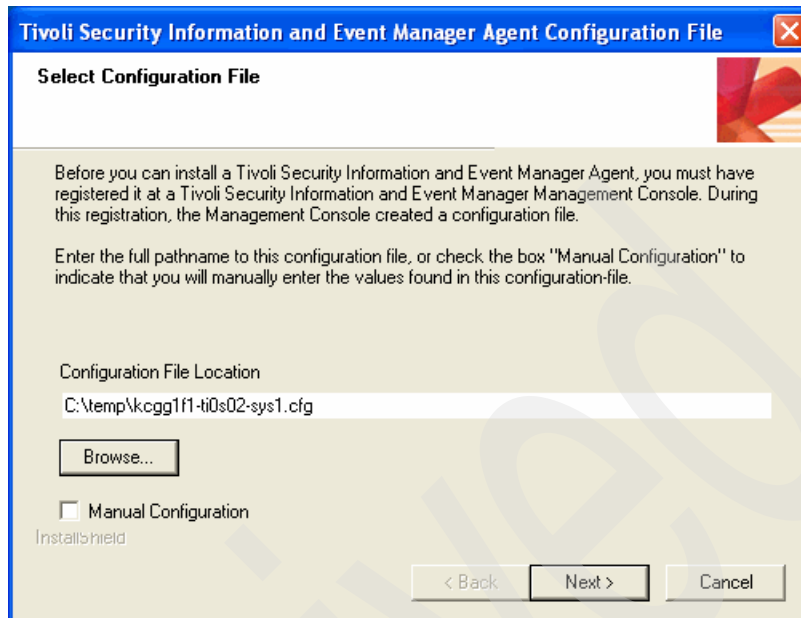 Tivoli Security Information and Event Manager Agent Configuration File
Select Configuration File
Before you can install a Tivoli Security Information and Event Manager Agent, you must have
registered it at a Tivoli Security Information and Event Manager Management Console. During
this registration, the Management Console created a configuration file.
Enter the full pathname to this configuration file, or check the box "Manual Configuration" to
indicate that you will manually enter the values found in this configuration-file.
Configuration File Location
C:\temp\kcgg1f1-ti0s02-sys1.cfg
Browse...
Manual Configuration
InstallShield
< Back Next > Cancel